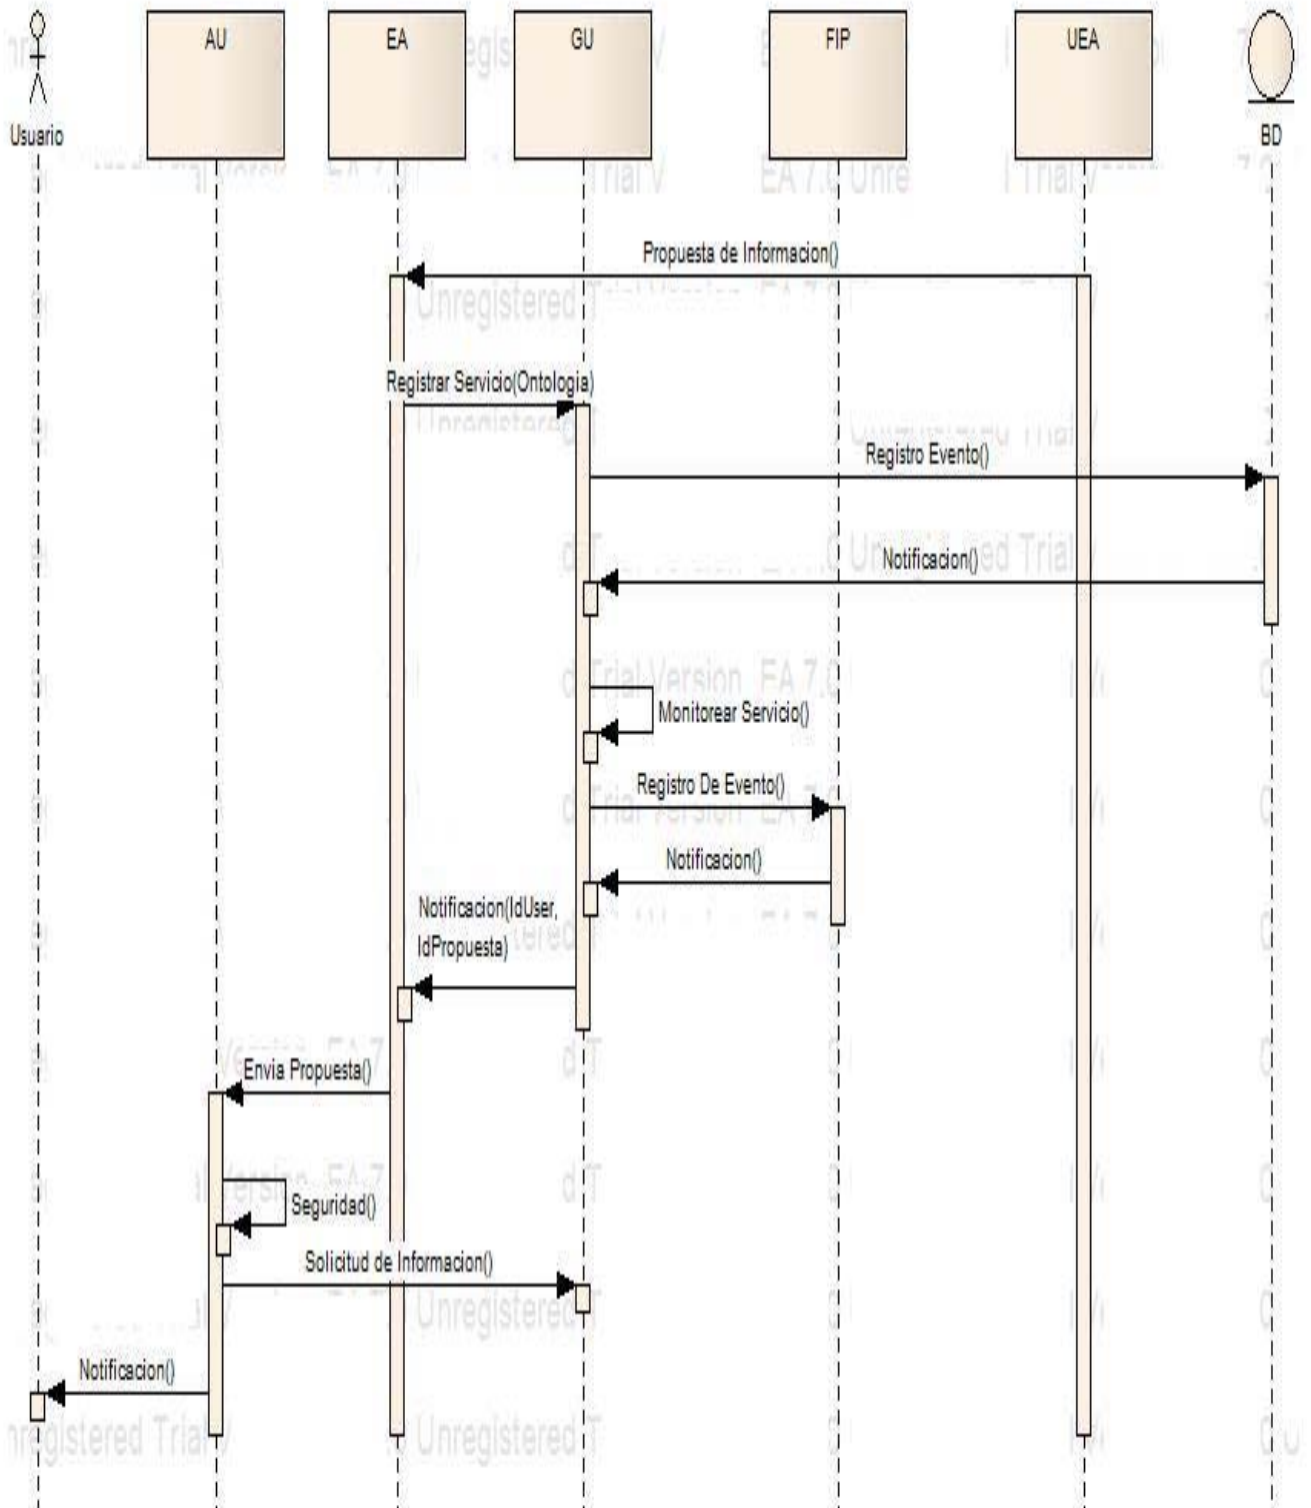 AU
EA
GU
FIP
UEA
Usuario
BD
Propuesta de Informacion()
Registrar Servicio(Ontologia)
Registro Evento()
Notificacion()
Monitorear Servicio()
Registro De Evento()
Notificacion()
Notificacion(IdUser,
IdPropuesta)
Envia Propuesta()
Seguridad()
Solicitud de Informacion()
Notificacion()